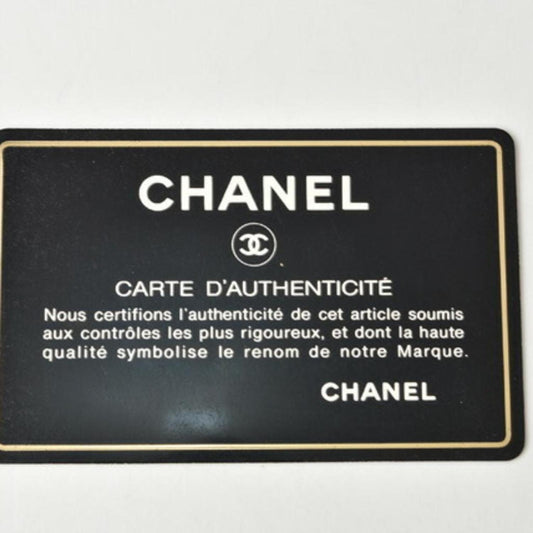 CHANEL
CARTE D'AUTHENTICITÉ
Nous certifions l'authenticité de cet article soumis
aux contrôles les plus rigoureux, et dont la haute
qualité symbolise le renom de notre Marque.
CHANEL